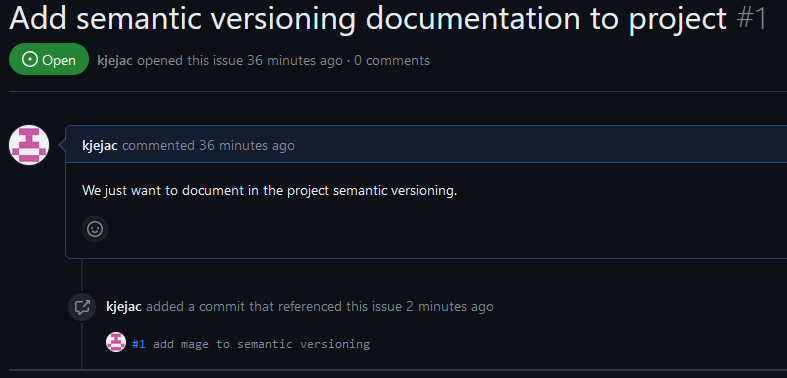 Add semantic versioning documentation to project #1
Open kjejac opened this issue 36 minutes ago · 0 comments
kjejac commented 36 minutes ago
We just want to document in the project semantic versioning.
kjejac added a commit that referenced this issue 2 minutes ago
#1 add mage to semantic versioning